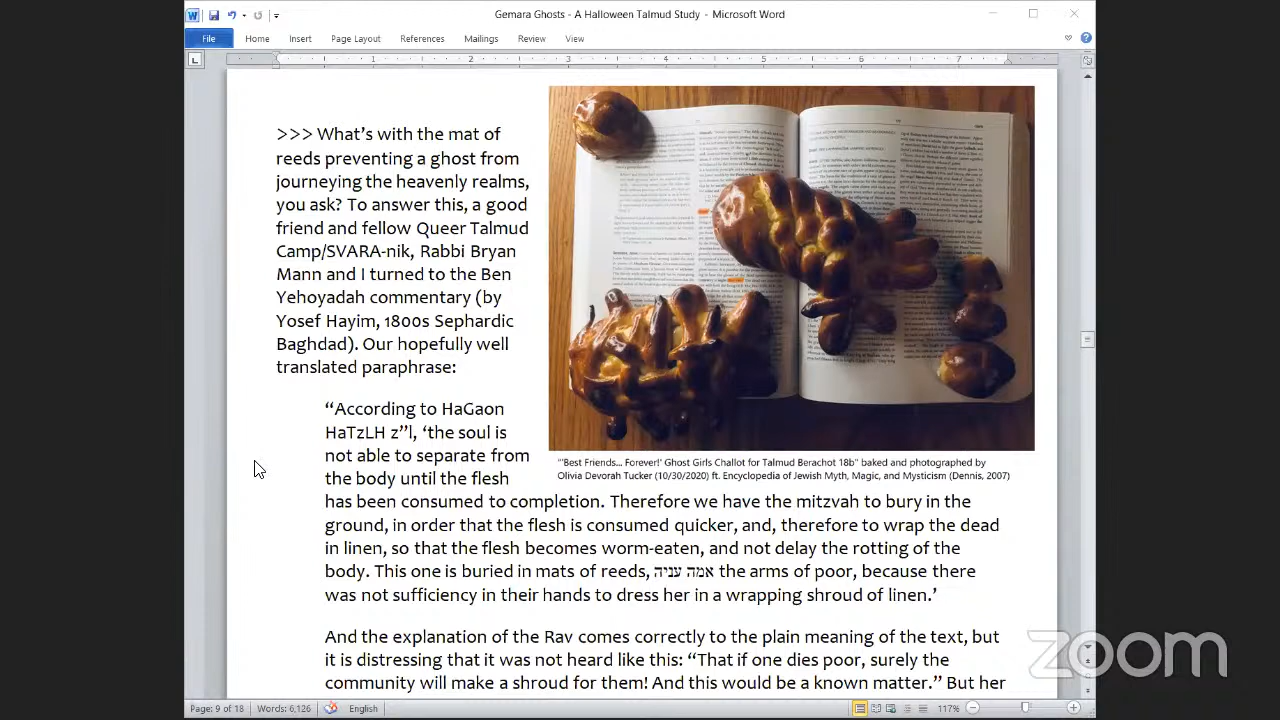 Gemara Ghosts - A Halloween Talmud Study - Microsoft Word
File Home Insert Page Layout References Mailings Review View
1 2 3 4 5 6 7
>> What’s with the mat of
reeds preventing a ghost from
journeying the heavenly realms,
you ask? To answer this, a good
friend and fellow Queer Talmud
Camp/SVAranik, Rabbi Bryan
Mann and I turned to the Ben
Yehoyadah commentary (by
Yosef Hayim, 1800s Sephardic
Baghdad). Our hopefully well
translated paraphrase:
“According to HaGaon
HaTzLH z”l, ‘the soul is
not able to separate from
the body until the flesh
"'Best Friends... Forever!' Ghost Girls Challot for Talmud Berachot 18b" baked and photographed by
Olivia Devorah Tucker (10/30/2020) ft. Encyclopedia of Jewish Myth, Magic, and Mysticism (Dennis, 2007)
has been consumed to completion. Therefore we have the mitzvah to bury in the
ground, in order that the flesh is consumed quicker, and, therefore to wrap the dead
in linen, so that the flesh becomes worm-eaten, and not delay the rotting of the
body. This one is buried in mats of reeds, אמה עניה the arms of poor, because there
was not sufficiency in their hands to dress her in a wrapping shroud of linen.’
And the explanation of the Rav comes correctly to the plain meaning of the text, but
it is distressing that it was not heard like this: “That if one dies poor, surely the
community will make a shroud for them! And this would be a known matter.” But her
zoom
Page: 9 of 18 Words: 6,126 English 117%